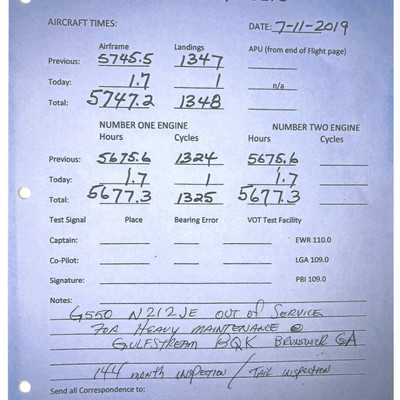 AIRCRAFT TIMES: DATE: 7-11-2019
Airframe Landings APU (from end of Flight page)
Previous: 5745.5 1347
Today: 1.7 1 n/a
Total: 5747.2 1348
NUMBER ONE ENGINE NUMBER TWO ENGINE
Hours Cycles Hours Cycles
Previous: 5675.6 1324 5675.6
Today: 1.7 1 1.7
Total: 5677.3 1325 5677.3
Test Signal Place Bearing Error VOT Test Facility
Captain: EWR 110.0
Co-Pilot: LGA 109.0
Signature: PBI 109.0
Notes:
G550 N212JE OUT OF SERVICE
FOR HEAVY MAINTENANCE @
GULFSTREAM BQK BRUNSWICK GA
144 MONTH INSPECTION / TAIL INSPECTION
Send all Correspondence to: